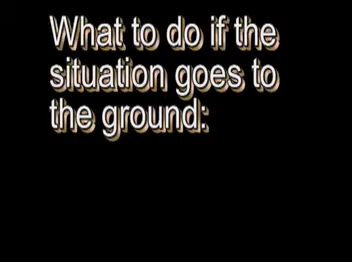 What to do if the
situation goes to
the ground: